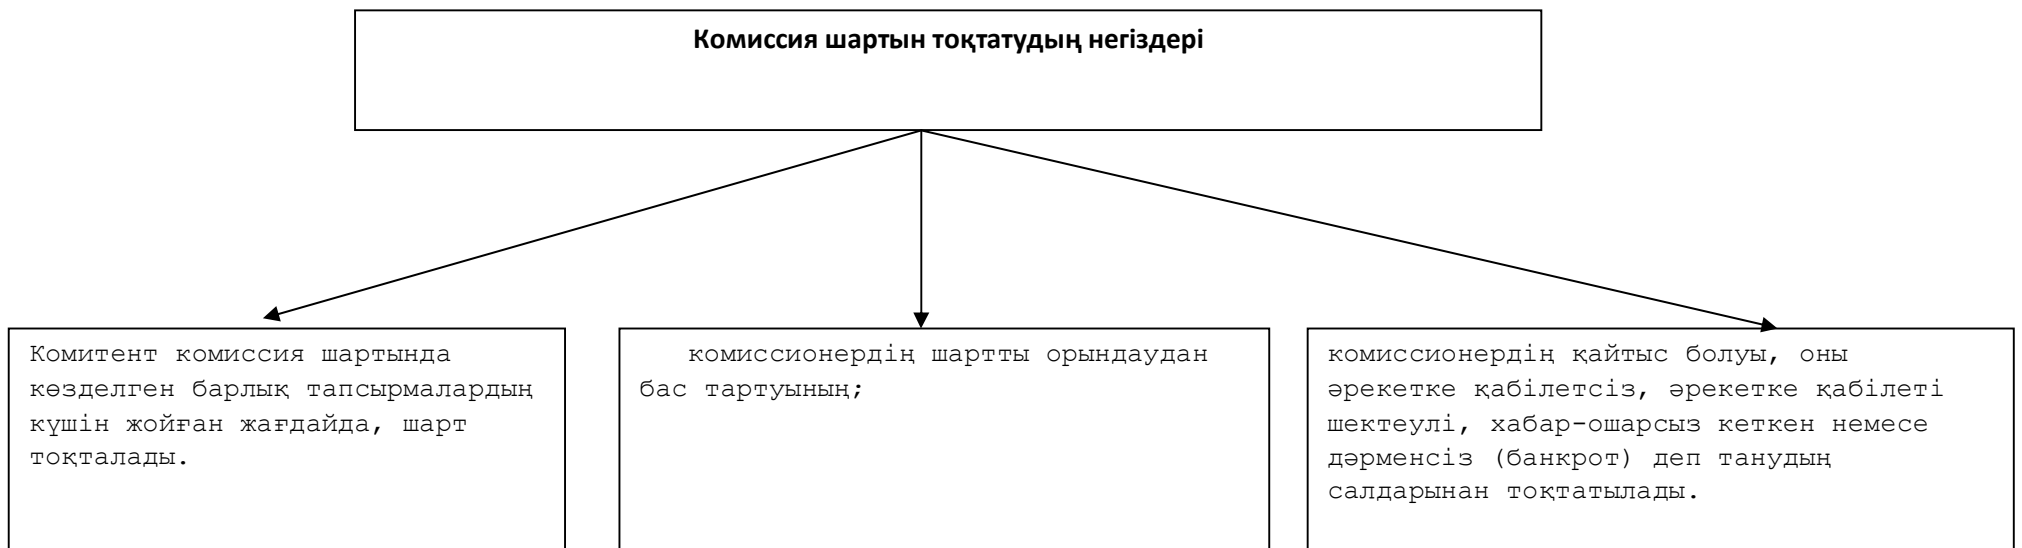 Комиссия шартын тоқтатудың негіздері
Комитент комиссия шартында
көзделген барлық тапсырмалардың
күшін жойған жағдайда, шарт
тоқталады.
комиссионердің шартты орындаудан
бас тартуының;
комиссионердің қайтыс болуы, оны
әрекетке қабілетсіз, әрекетке қабілеті
шектеулі, хабар-ошарсыз кеткен немесе
дәрменсіз (банкрот) деп танудың
салдарынан тоқтатылады.